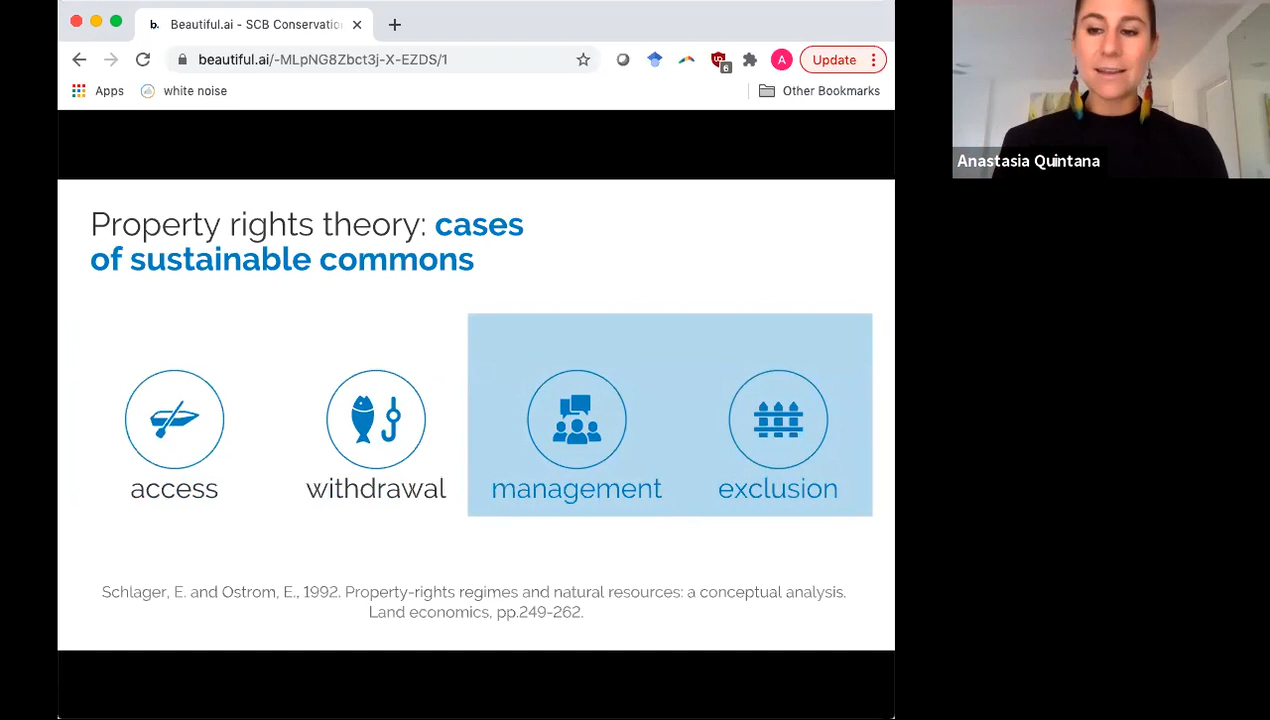 b. Beautiful.ai - SCB Conservatio
beautiful.ai/-MLpNG8Zbct3j-X-EZDS/1
6
A
Update
Apps
white noise
Other Bookmarks
Anastasia Quintana
Property rights theory: cases
of sustainable commons
access
withdrawal
management
exclusion
Schlager, E. and Ostrom, E., 1992. Property-rights regimes and natural resources: a conceptual analysis.
Land economics, pp.249-262.